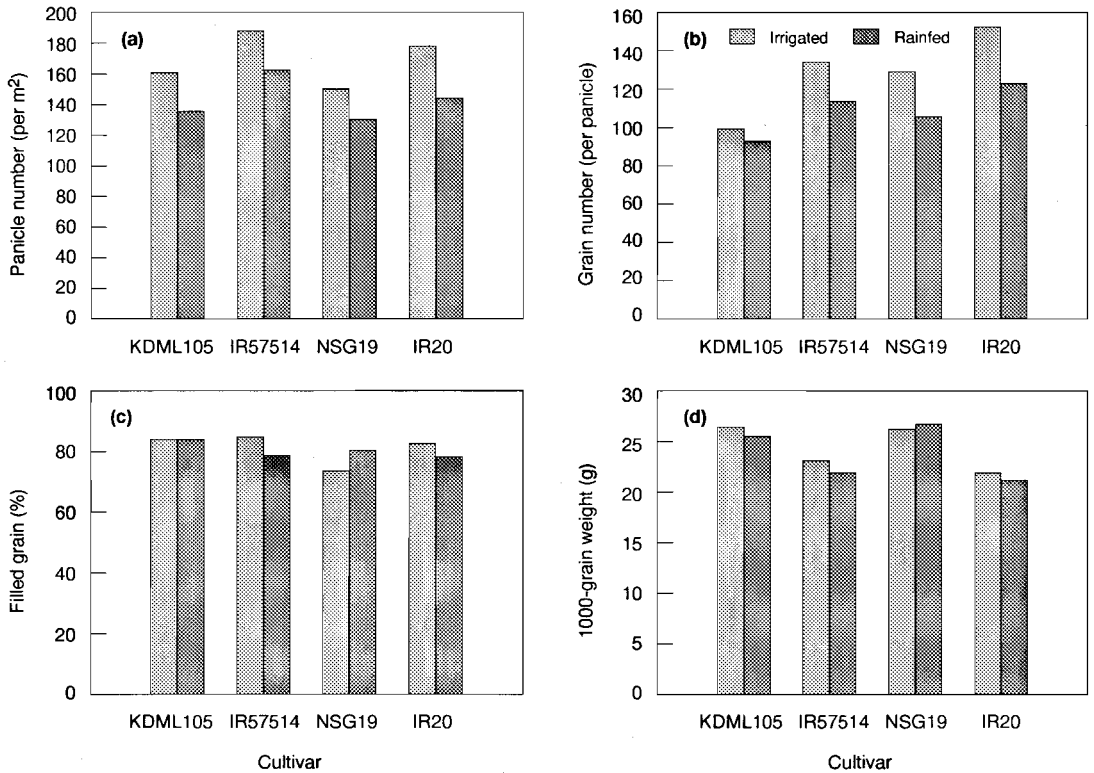 (a)
Panicle number (per m2)
200
180
160
140
120
100
80
60
40
20
0
KDML105 IR57514 NSG19 IR20
(b) Irrigated Rainfed
Grain number (per panicle)
160
140
120
100
80
60
40
20
0
KDML105 IR57514 NSG19 IR20
(c)
Filled grain (%)
100
80
60
40
20
0
KDML105 IR57514 NSG19 IR20
Cultivar
(d)
1000-grain weight (g)
30
25
20
15
10
5
0
KDML105 IR57514 NSG19 IR20
Cultivar